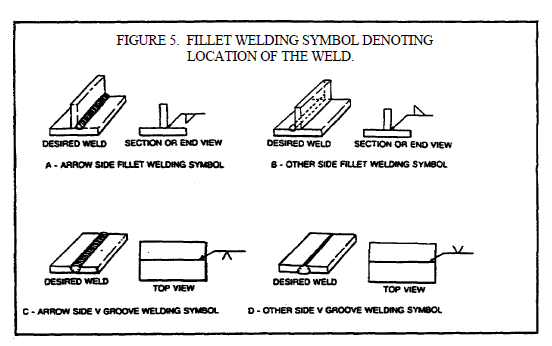 FIGURE 5. FILLET WELDING SYMBOL DENOTING
LOCATION OF THE WELD.
DESIRED WELD SECTION OR END VIEW
A - ARROW SIDE FILLET WELDING SYMBOL
DESIRED WELD SECTION OR END VIEW
B - OTHER SIDE FILLET WELDING SYMBOL
DESIRED WELD TOP VIEW
C - ARROW SIDE V GROOVE WELDING SYMBOL
DESIRED WELD TOP VIEW
D - OTHER SIDE V GROOVE WELDING SYMBOL